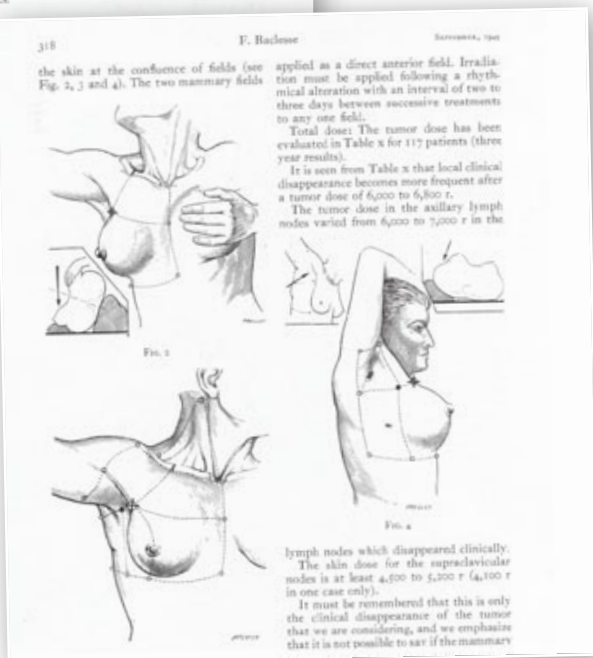 318
F. Baclesse
September, 1949
the skin at the confluence of fields (see
Fig. 2, 3 and 4). The two mammary fields
Fig. 2
applied as a direct anterior field. Irradia-
tion must be applied following a rhyth-
mical alteration with an interval of two to
three days between successive treatments
to any one field.
Total dose: The tumor dose has been
evaluated in Table x for 117 patients (three
year results).
It is seen from Table x that local clinical
disappearance becomes more frequent after
a tumor dose of 6,000 to 6,800 r.
The tumor dose in the axillary lymph
nodes varied from 6,000 to 7,000 r in the
Fig. 4
lymph nodes which disappeared clinically.
The skin dose for the supraclavicular
nodes is at least 4,500 to 5,200 r (4,100 r
in one case only).
It must be remembered that this is only
the clinical disappearance of the tumor
that we are considering, and we emphasize
that it is not possible to say if the mammary